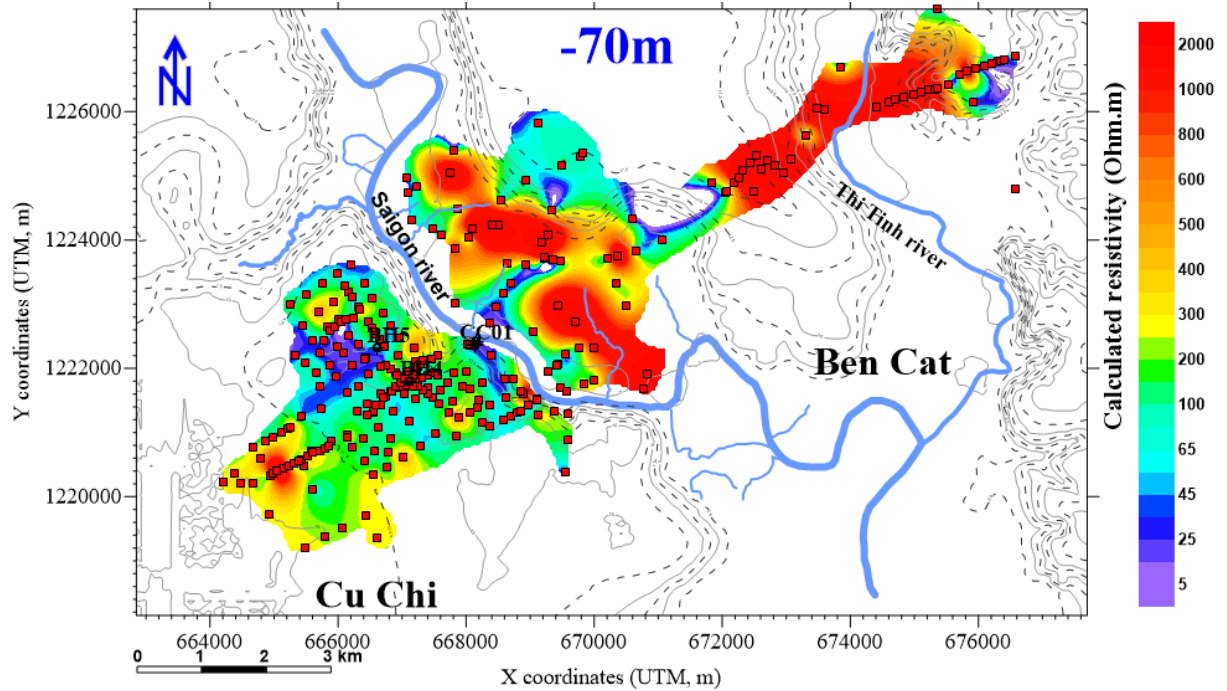 -70m
N
Saigon river
Thi Tinh river
BH5
CC01
Ben Cat
Cu Chi
Y coordinates (UTM, m)
1226000
1224000
1222000
1220000
664000 666000 668000 670000 672000 674000 676000
X coordinates (UTM, m)
0 1 2 3 km
Calculated resistivity (Ohm.m)
2000
1000
800
600
500
400
300
200
100
65
45
25
5